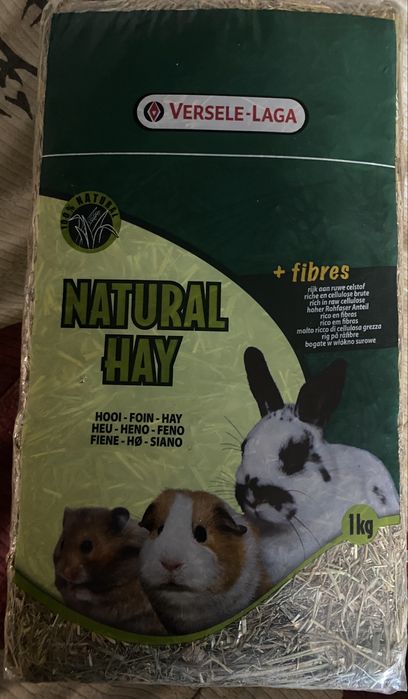 VERSELE-LAGA
100% NATURAL
NATURAL
HAY
+ fibres
rijk aan ruwe celstof
riche en cellulose brute
rich in raw cellulose
hoher Rohfaser Anteil
rico en fibras
rico em fibras
molto ricco di cellulosa grezza
rig på råfibre
bogate w włókno surowe
HOOI - FOIN - HAY
HEU - HENO - FENO
FIENE - HØ - SIANO
1kg